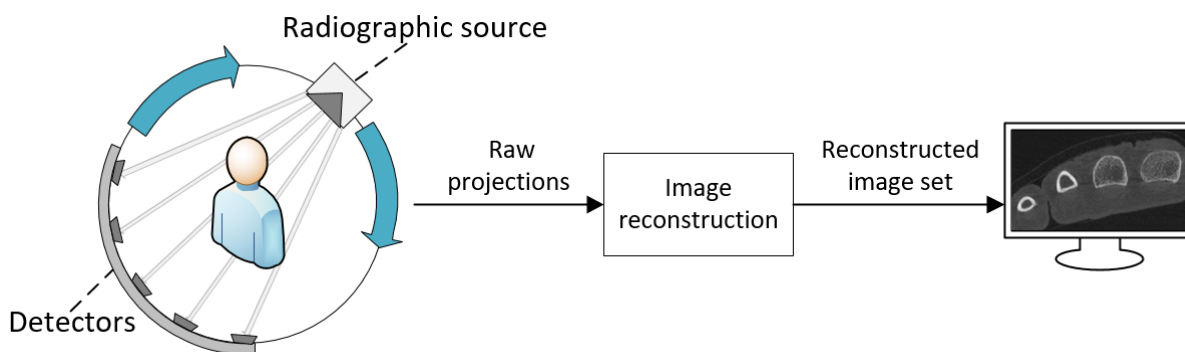 Radiographic source
Raw
projections
Image
reconstruction
Reconstructed
image set
Detectors